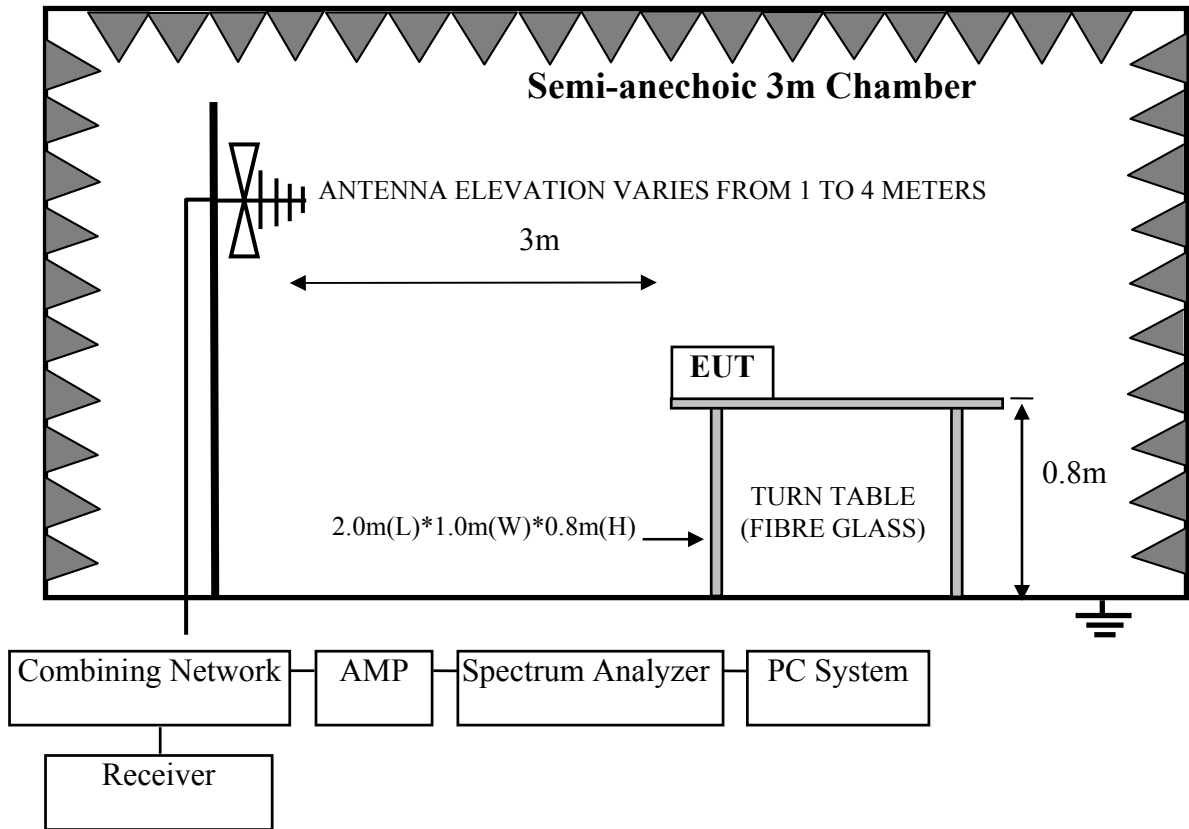 Semi-anechoic 3m Chamber
ANTENNA ELEVATION VARIES FROM 1 TO 4 METERS
3m
EUT
0.8m
TURN TABLE
(FIBRE GLASS)
2.0m(L)*1.0m(W)*0.8m(H)
Combining Network
AMP
Spectrum Analyzer
PC System
Receiver